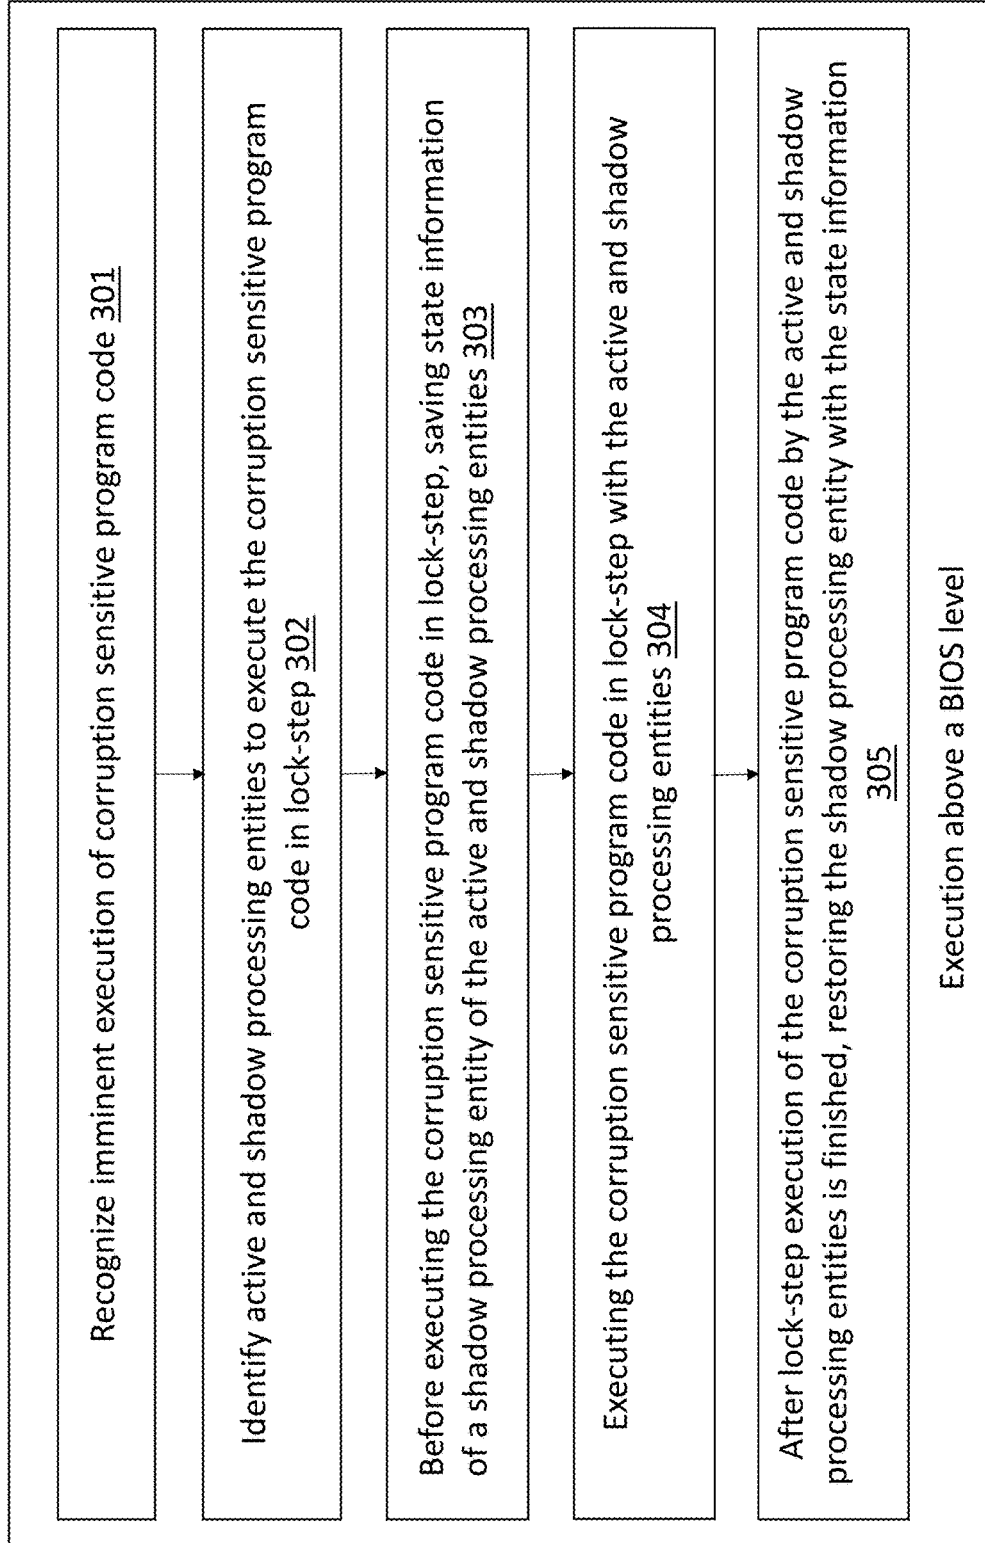 Recognize imminent execution of corruption sensitive program code 301
Identify active and shadow processing entities to execute the corruption sensitive program
code in lock-step 302
Before executing the corruption sensitive program code in lock-step, saving state information
of a shadow processing entity of the active and shadow processing entities 303
Executing the corruption sensitive program code in lock-step with the active and shadow
processing entities 304
After lock-step execution of the corruption sensitive program code by the active and shadow
processing entities is finished, restoring the shadow processing entity with the state information
305
Execution above a BIOS level